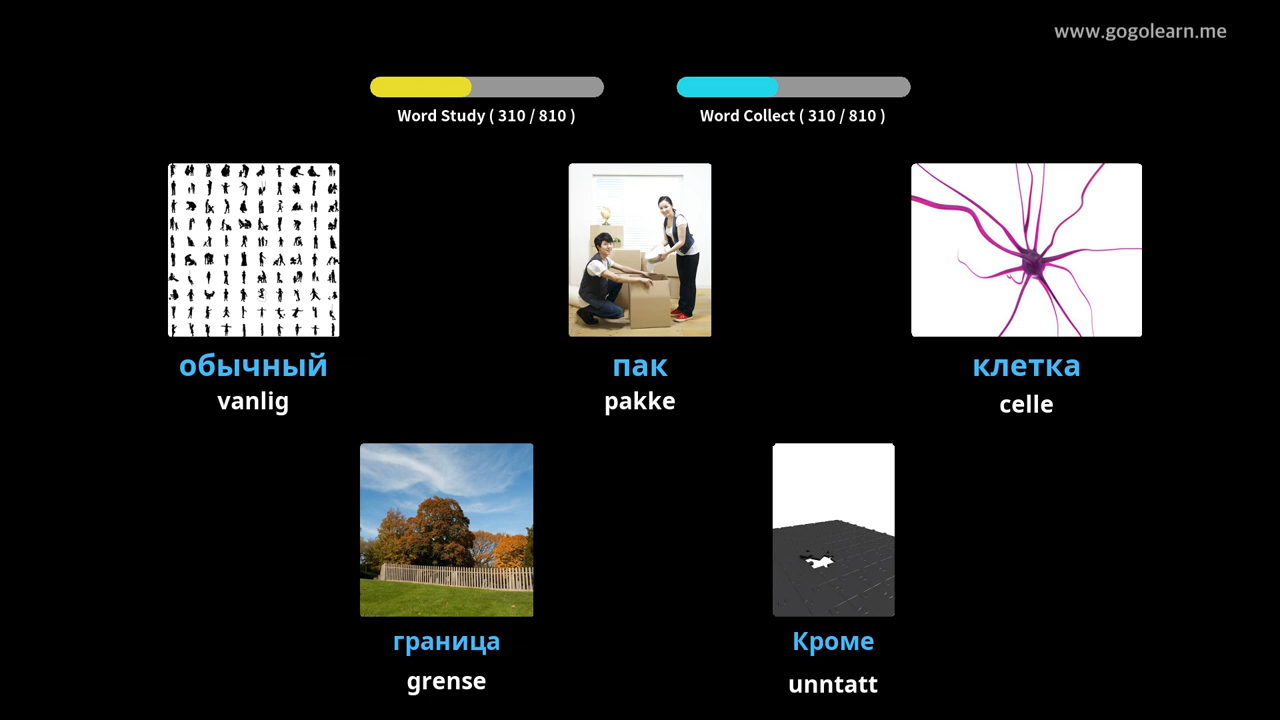 www.gogolearn.me
Word Study ( 310 / 810 )
Word Collect ( 310 / 810 )
обычный
vanlig
пак
pakke
клетка
celle
граница
grense
Кроме
unntatt